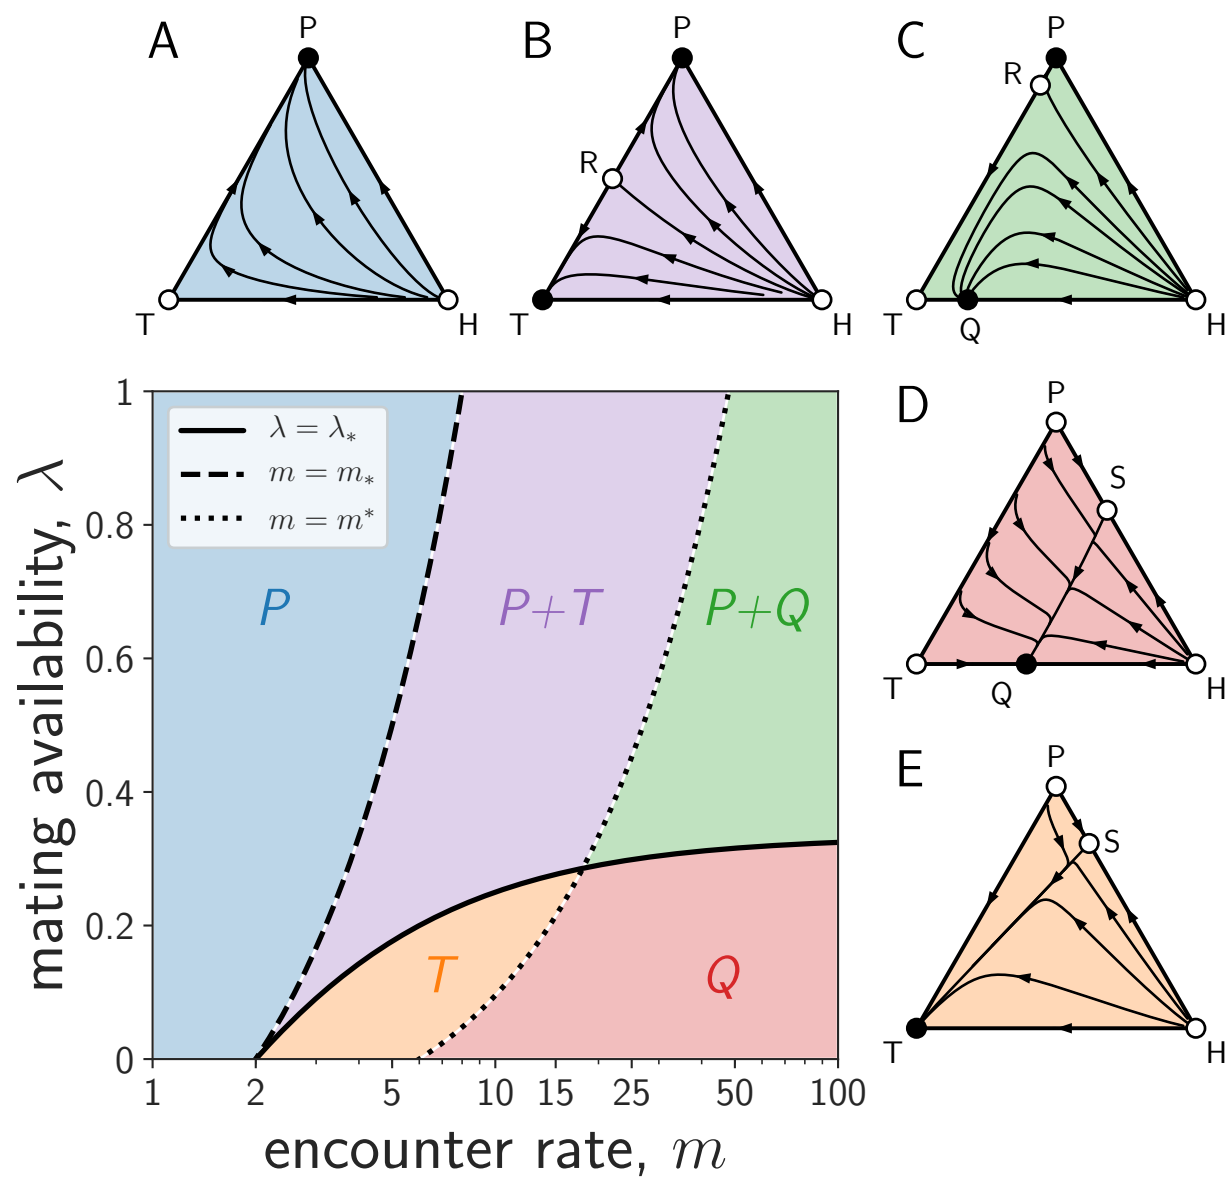 A
P
T
H
B
P
R
T
H
C
P
R
T
Q
H
D
P
S
T
Q
H
E
P
S
T
H
mating availability, λ
1
0.8
0.6
0.4
0.2
0
λ = λ∗
m = m∗
m = m*
P
P+T
P+Q
T
Q
1 2 5 10 15 25 50 100
encounter rate, m